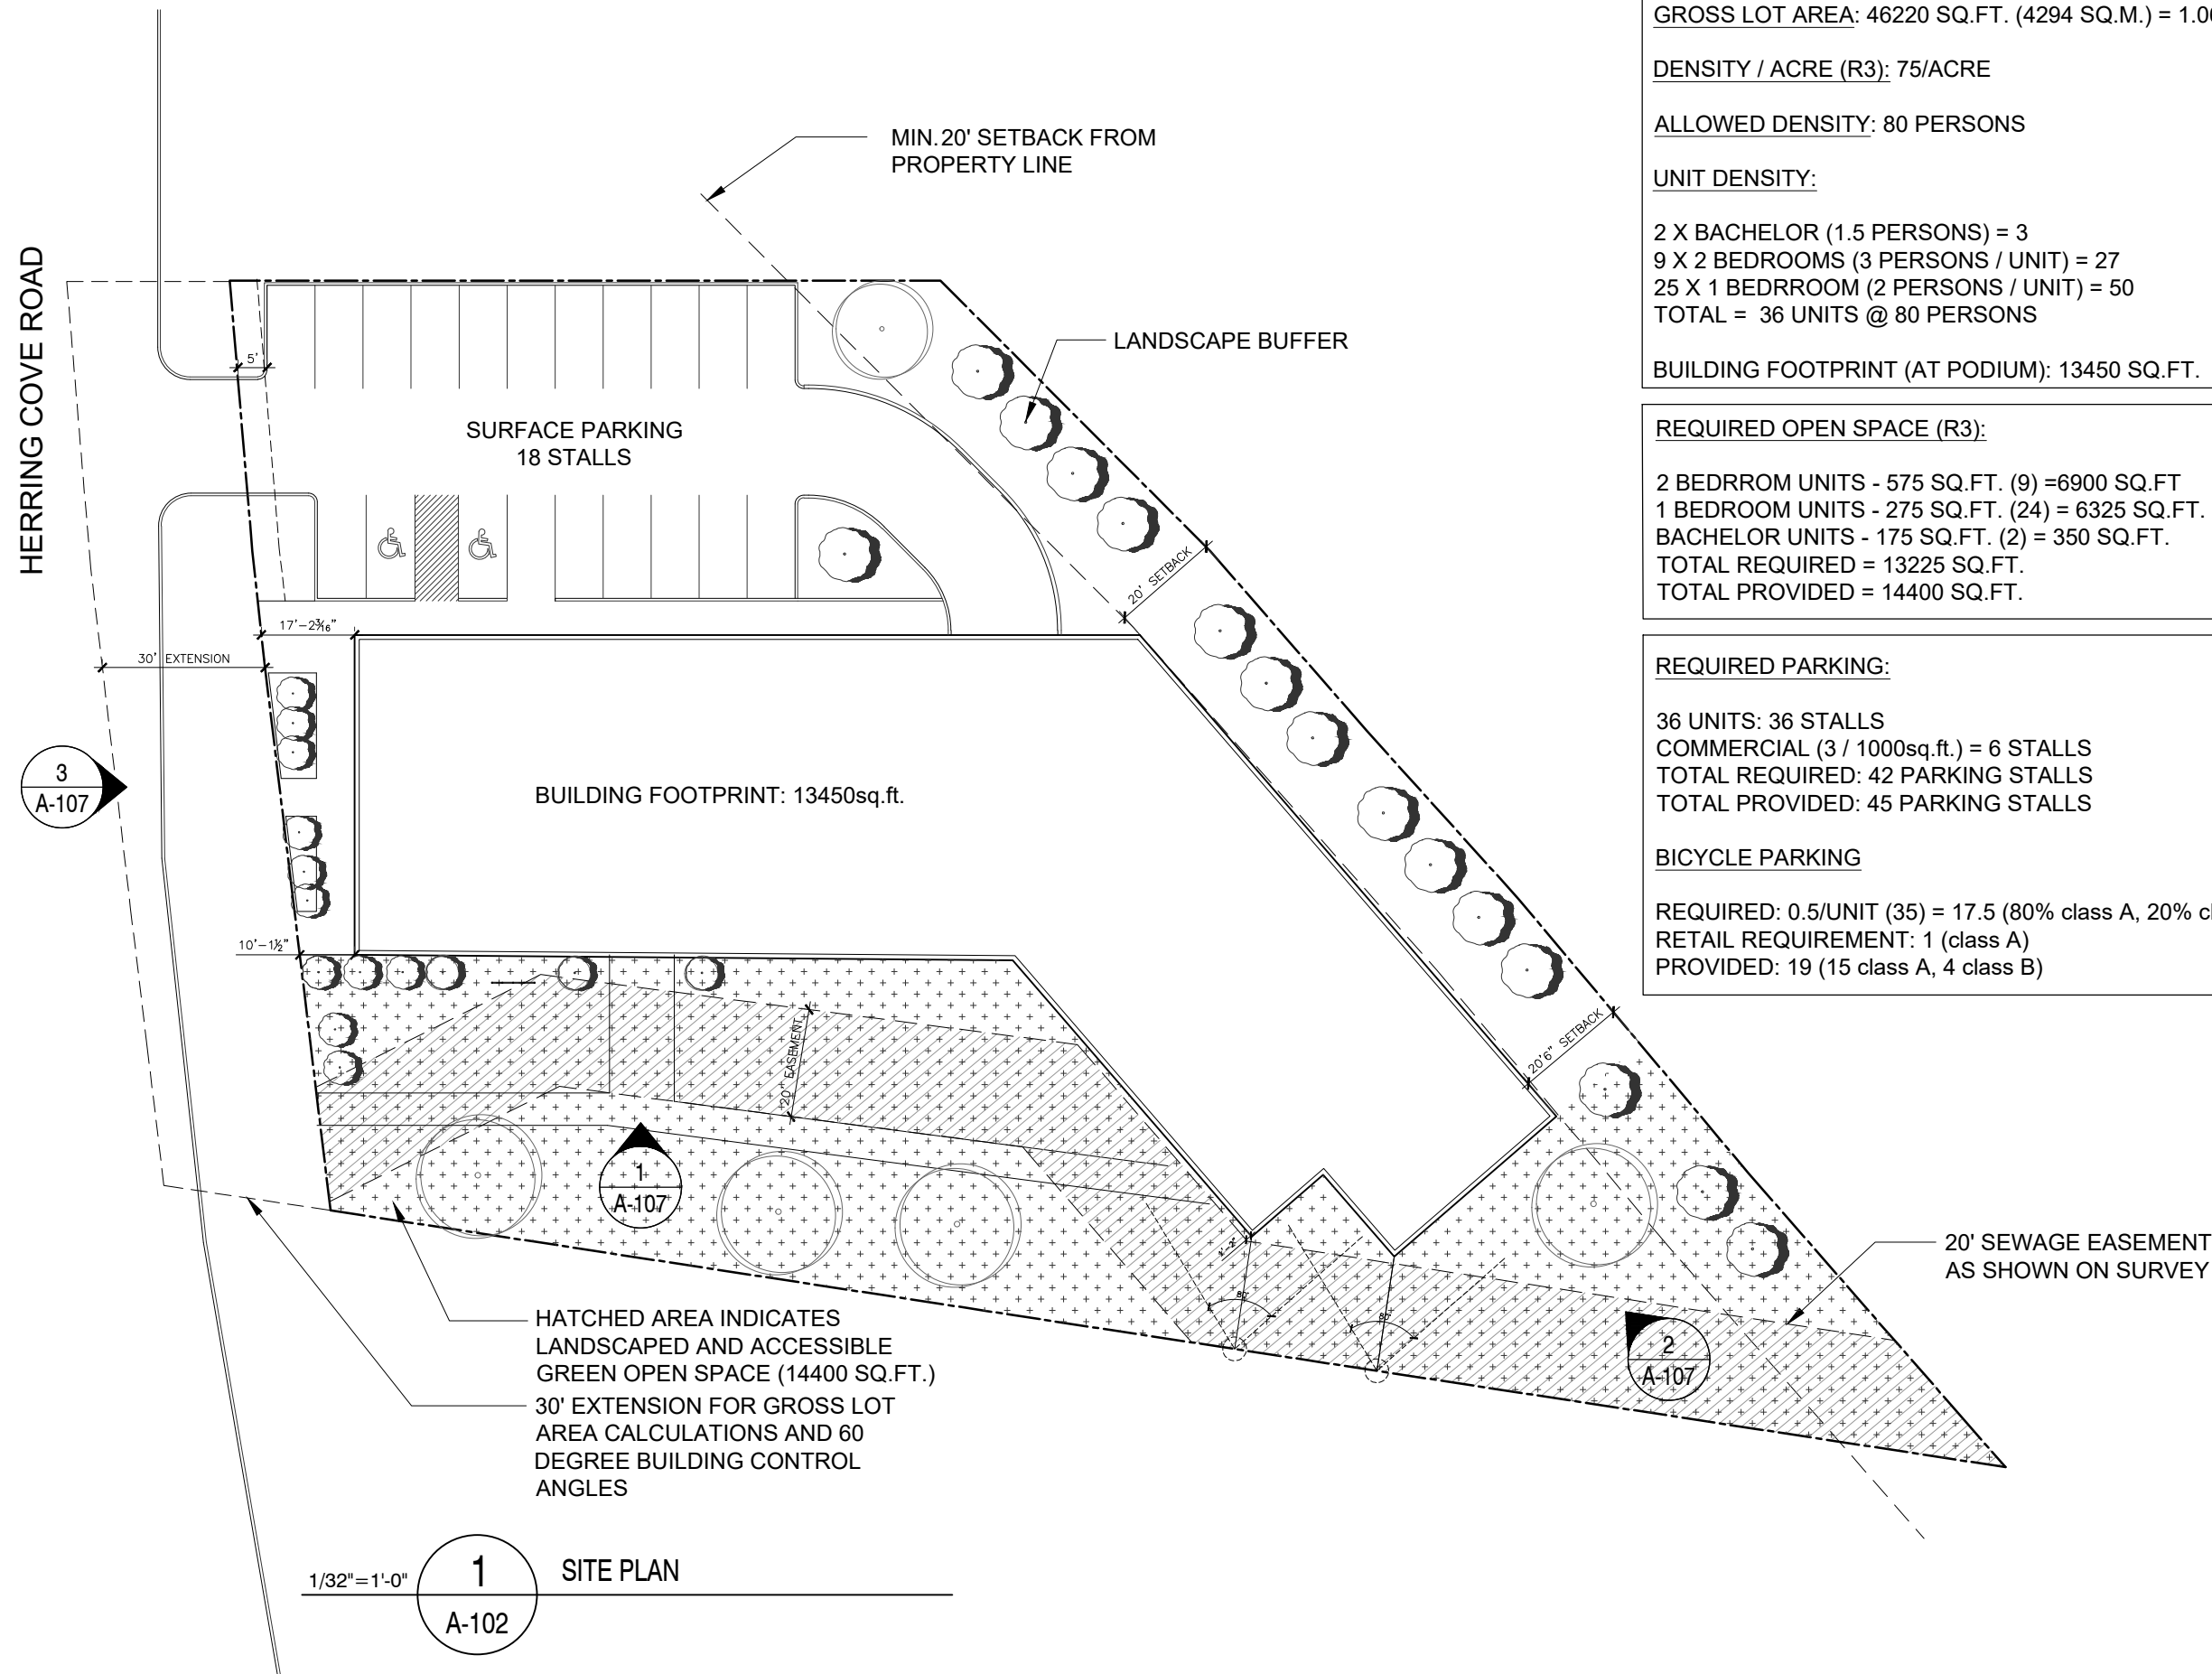 GROSS LOT AREA: 46220 SQ.FT. (4294 SQ.M.) = 1.0
DENSITY / ACRE (R3): 75/ACRE
ALLOWED DENSITY: 80 PERSONS
UNIT DENSITY:
2 X BACHELOR (1.5 PERSONS) = 3
9 X 2 BEDROOMS (3 PERSONS / UNIT) = 27
25 X 1 BEDRROOM (2 PERSONS / UNIT) = 50
TOTAL = 36 UNITS @ 80 PERSONS
BUILDING FOOTPRINT (AT PODIUM): 13450 SQ.FT.
REQUIRED OPEN SPACE (R3):
2 BEDRROM UNITS - 575 SQ.FT. (9) =6900 SQ.FT
1 BEDROOM UNITS - 275 SQ.FT. (24) = 6325 SQ.FT.
BACHELOR UNITS - 175 SQ.FT. (2) = 350 SQ.FT.
TOTAL REQUIRED = 13225 SQ.FT.
TOTAL PROVIDED = 14400 SQ.FT.
REQUIRED PARKING:
36 UNITS: 36 STALLS
COMMERCIAL (3 / 1000sq.ft.) = 6 STALLS
TOTAL REQUIRED: 42 PARKING STALLS
TOTAL PROVIDED: 45 PARKING STALLS
BICYCLE PARKING
REQUIRED: 0.5/UNIT (35) = 17.5 (80% class A, 20% c
RETAIL REQUIREMENT: 1 (class A)
PROVIDED: 19 (15 class A, 4 class B)
MIN.20' SETBACK FROM
PROPERTY LINE
LANDSCAPE BUFFER
HERRING COVE ROAD
5'
SURFACE PARKING
18 STALLS
20' SETBACK
17'-2 3/16"
30' EXTENSION
3
A-107
BUILDING FOOTPRINT: 13450sq.ft.
10'-1½"
20' EASEMENT
20'6" SETBACK
1
A-107
80°
80°
2
A-107
20' SEWAGE EASEMENT
AS SHOWN ON SURVEY
HATCHED AREA INDICATES
LANDSCAPED AND ACCESSIBLE
GREEN OPEN SPACE (14400 SQ.FT.)
30' EXTENSION FOR GROSS LOT
AREA CALCULATIONS AND 60
DEGREE BUILDING CONTROL
ANGLES
1/32"=1'-0"
1
A-102
SITE PLAN